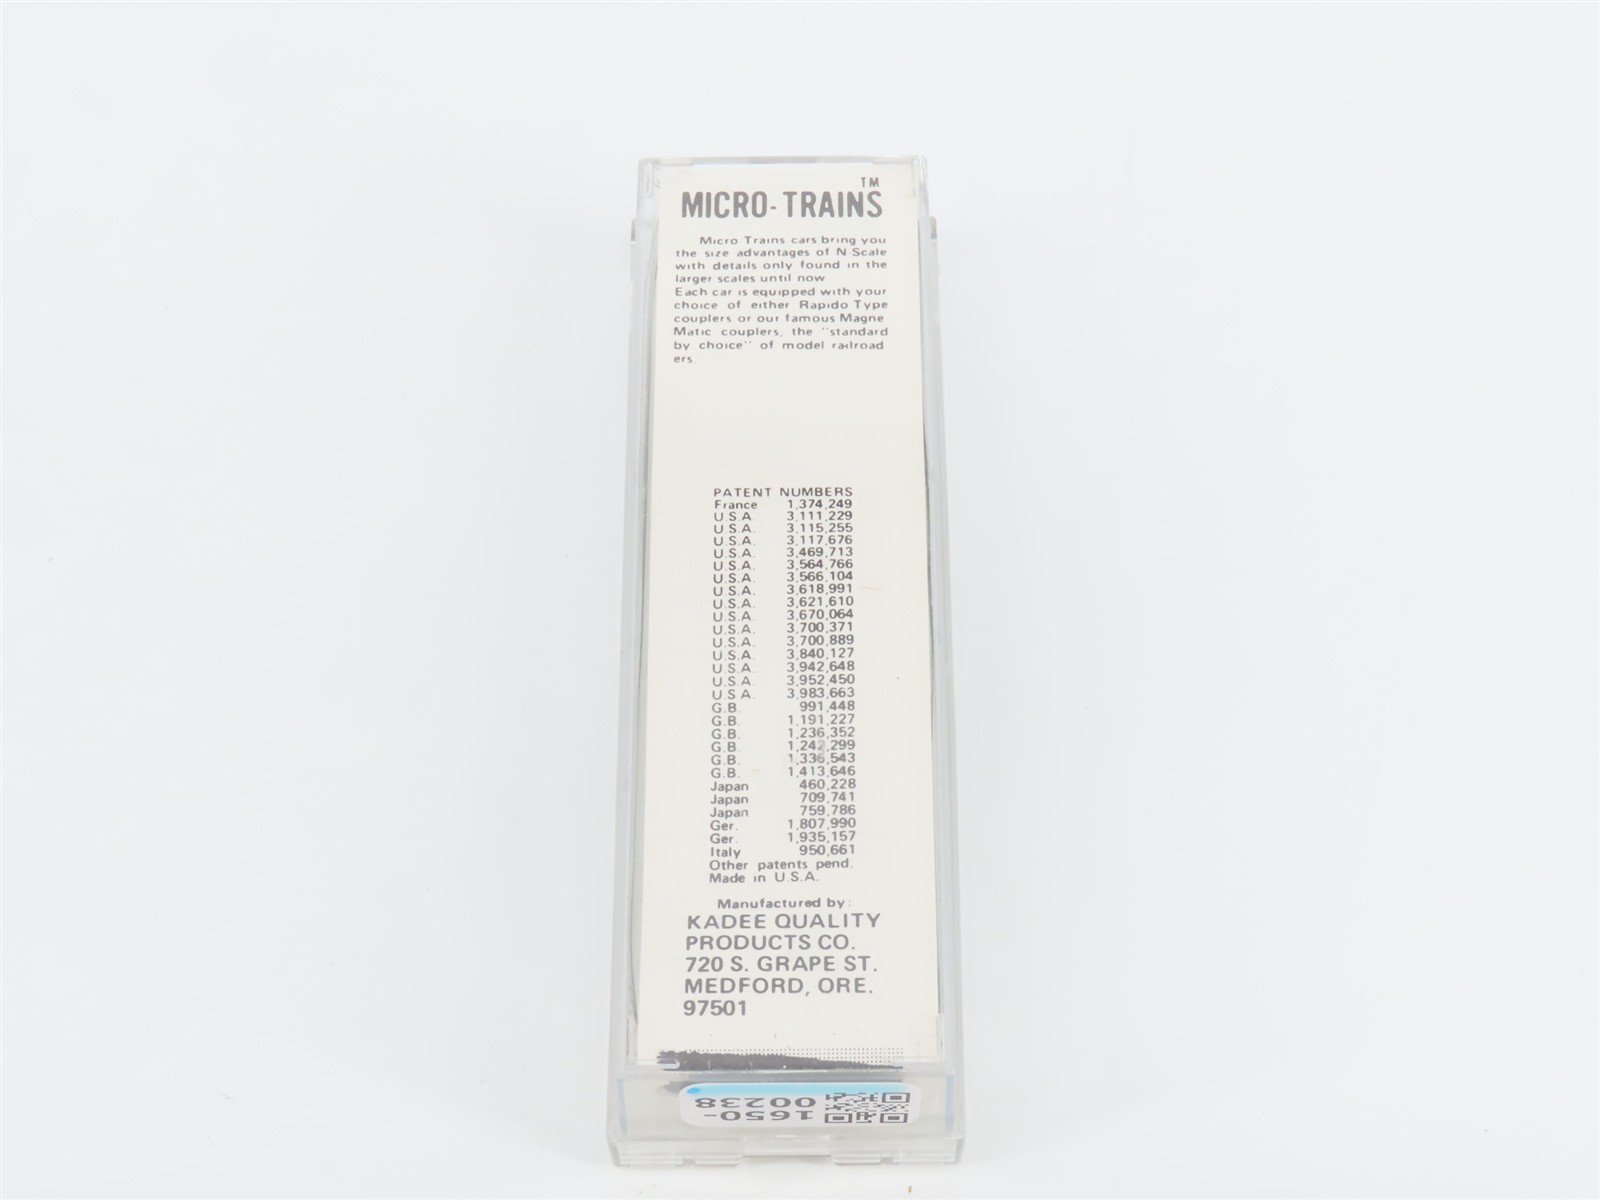 TM
MICRO-TRAINS
Micro Trains cars bring you
the size advantages of N Scale
with details only found in the
larger scales until now
Each car is equipped with your
choice of either Rapido Type
couplers or our famous Magne
Matic couplers, the "standard
by choice" of model railroad
ers
PATENT NUMBERS
France 1,374,249
U.S.A. 3,111,229
U.S.A. 3,115,255
U.S.A. 3,117,676
U.S.A. 3,469,713
U.S.A. 3,564,766
U.S.A. 3,566,104
U.S.A. 3,618,991
U.S.A. 3,621,610
U.S.A. 3,670,064
U.S.A. 3,700,371
U.S.A. 3,700,889
U.S.A. 3,840,127
U.S.A. 3,942,648
U.S.A. 3,952,450
U.S.A. 3,983,663
G.B. 991,448
G.B. 1,191,227
G.B. 1,236,352
G.B. 1,242,299
G.B. 1,336,543
G.B. 1,413,646
Japan 460,228
Japan 709,741
Japan 759,786
Ger. 1,807,990
Ger. 1,935,157
Italy 950,661
Other patents pend.
Made in U.S.A.
Manufactured by:
KADEE QUALITY
PRODUCTS CO.
720 S. GRAPE ST.
MEDFORD, ORE.
97501
1650-
00238